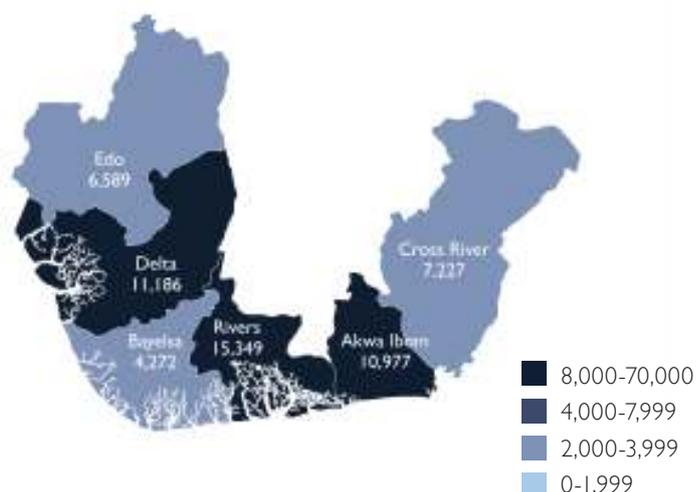 Edo
6,589
Delta
11,186
Bayelsa
4,272
Rivers
15,349
Akwa Ibom
10,977
Cross River
7,227
8,000-70,000
4,000-7,999
2,000-3,999
0-1,999